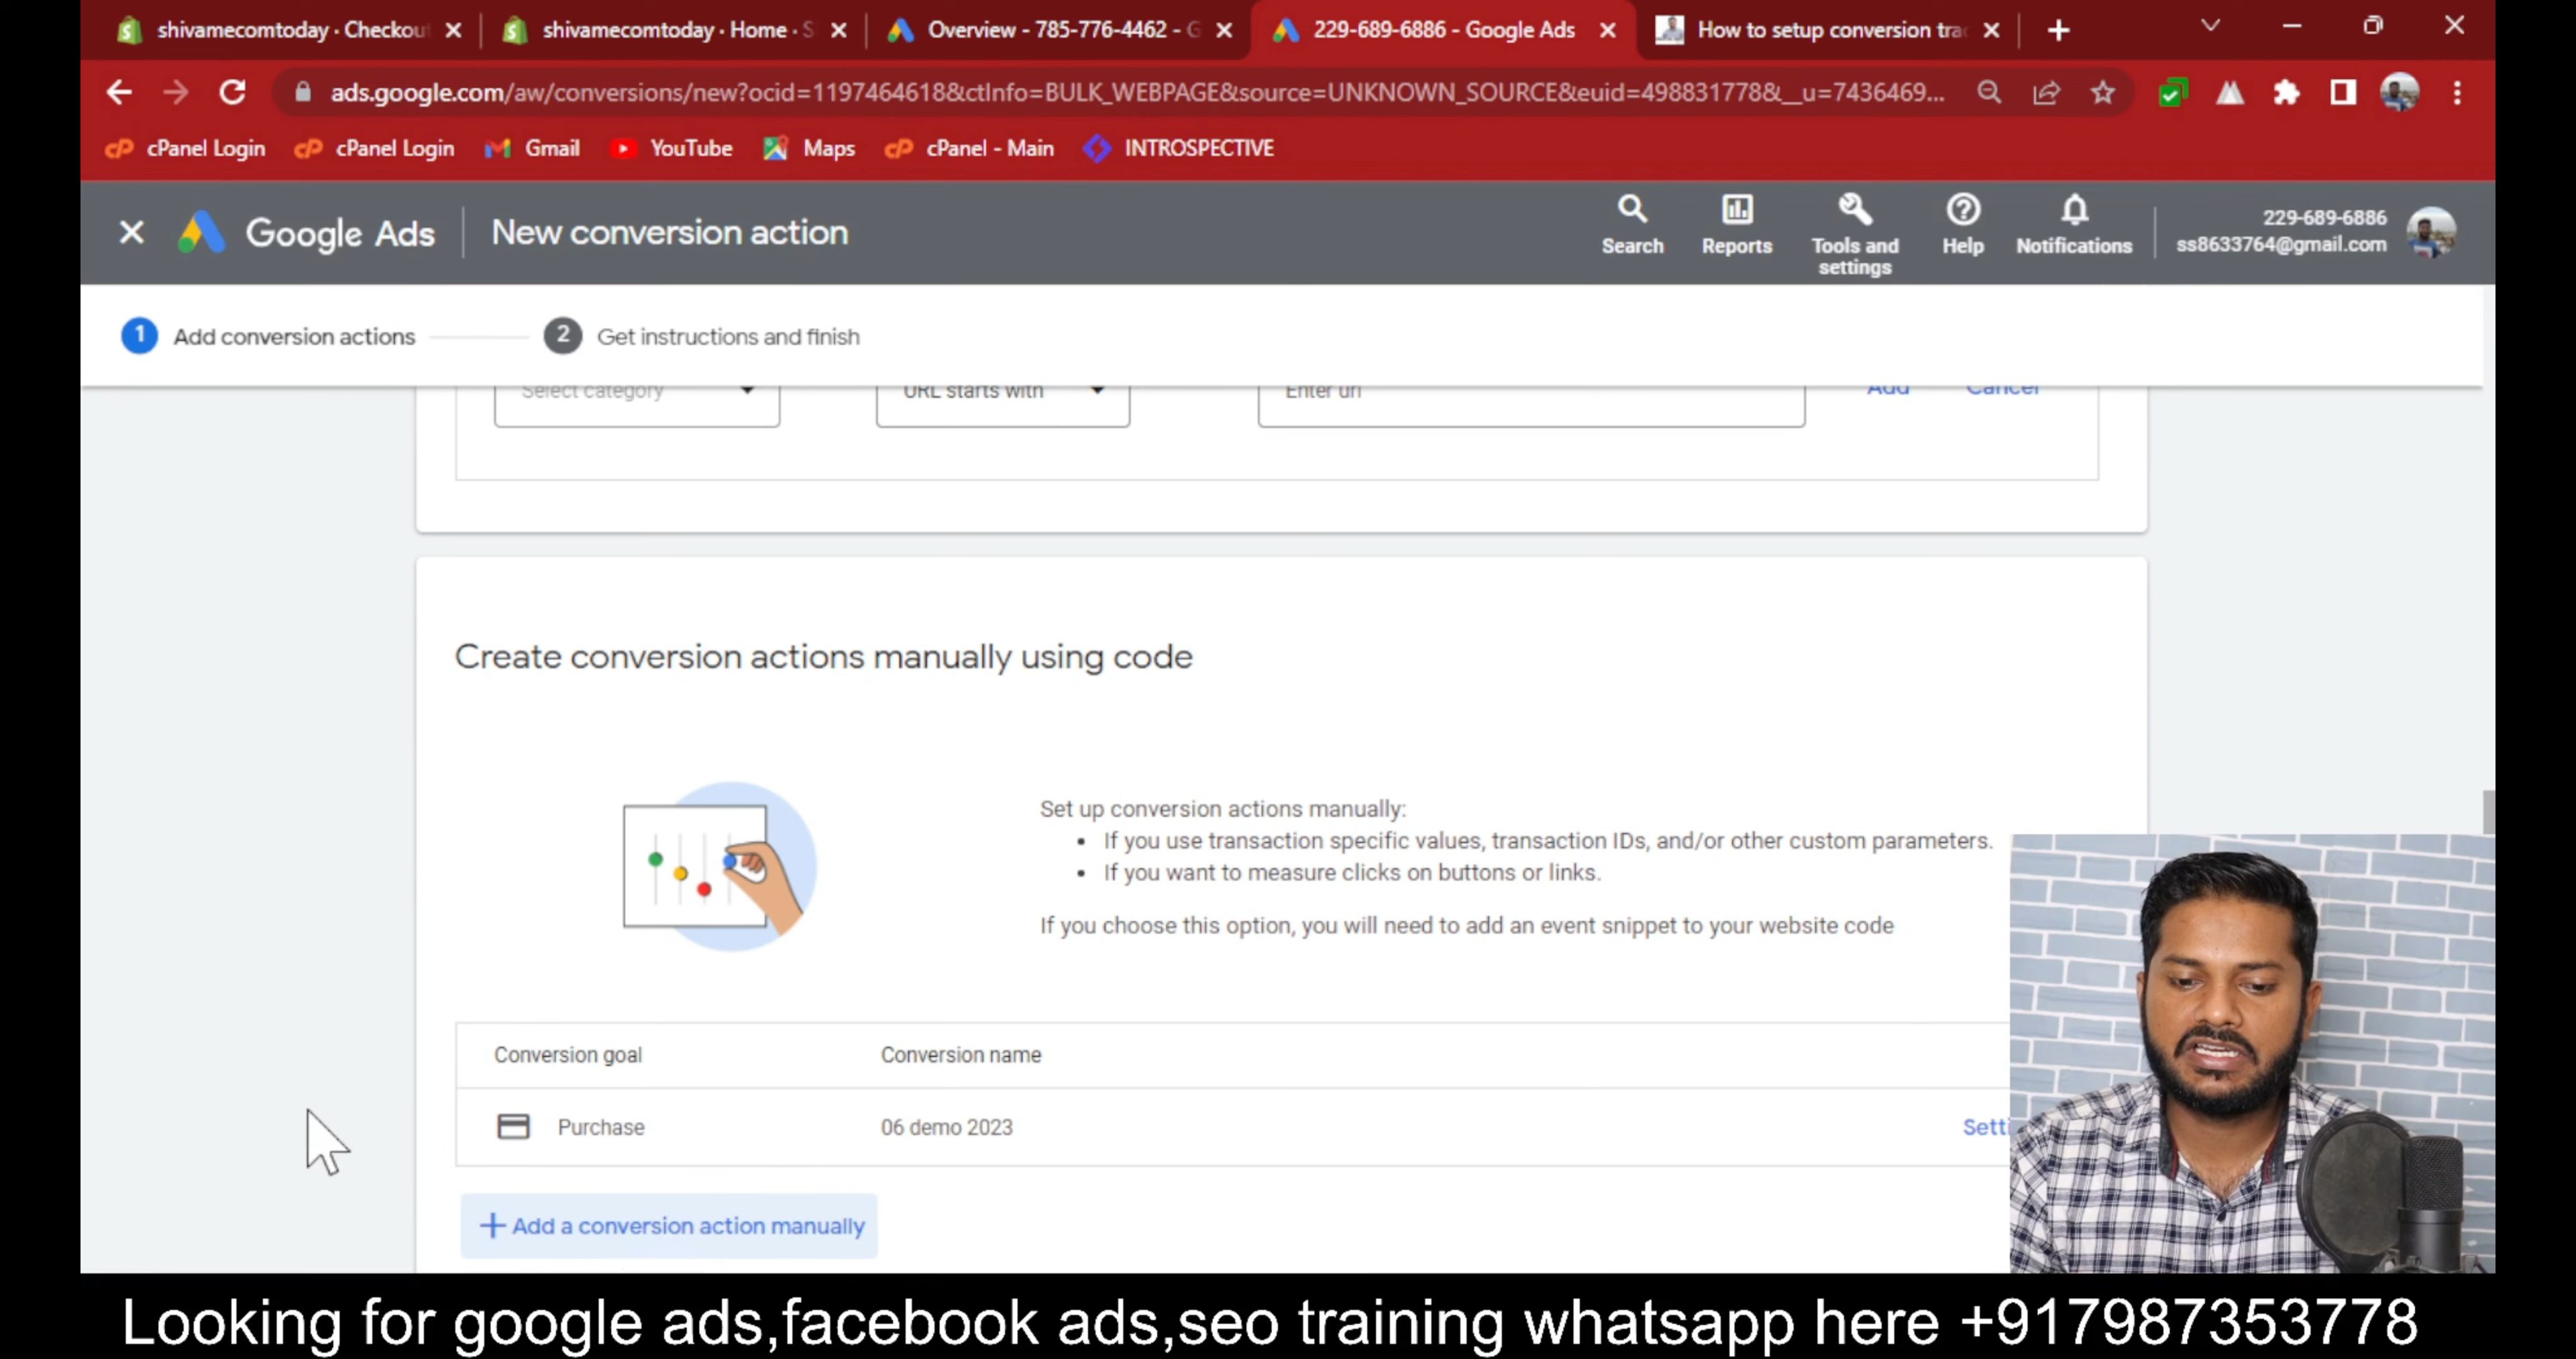 shivamecomtoday · Checkout
shivamecomtoday · Home · S
Overview - 785-776-4462 - G
229-689-6886 - Google Ads
How to setup conversion tra
ads.google.com/aw/conversions/new?ocid=1197464618&ctInfo=BULK_WEBPAGE&source=UNKNOWN_SOURCE&euid=498831778&__u=7436469...
cP cPanel Login
cP cPanel Login
Gmail
YouTube
Maps
cP cPanel - Main
INTROSPECTIVE
Google Ads
New conversion action
Search
Reports
Tools and settings
Help
Notifications
229-689-6886
ss8633764@gmail.com
1 Add conversion actions
2 Get instructions and finish
Select category
URL starts with
Enter url
Add
Cancel
Create conversion actions manually using code
Set up conversion actions manually:
• If you use transaction specific values, transaction IDs, and/or other custom parameters.
• If you want to measure clicks on buttons or links.
If you choose this option, you will need to add an event snippet to your website code
Conversion goal
Conversion name
Purchase
06 demo 2023
Setti
+ Add a conversion action manually
Looking for google ads,facebook ads,seo training whatsapp here +917987353778